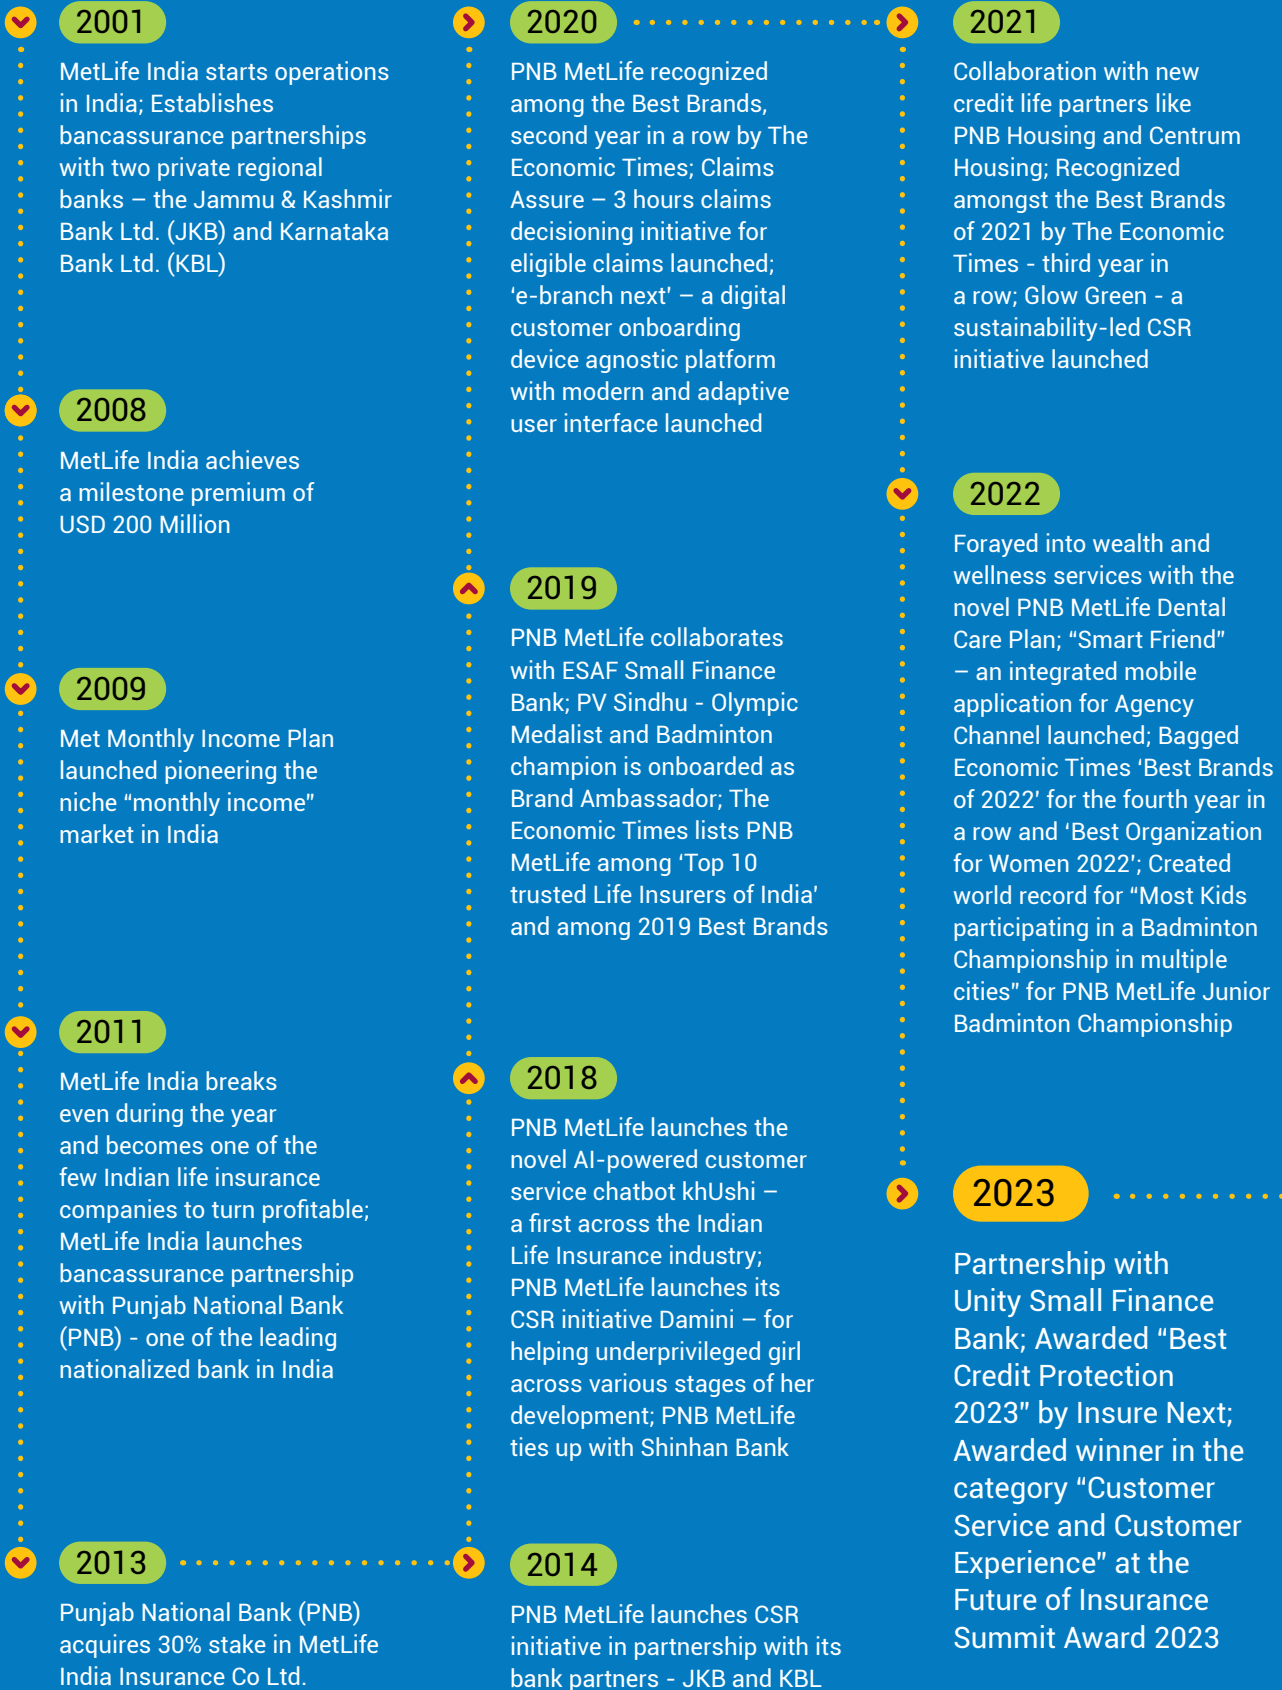 2001
MetLife India starts operations
in India; Establishes
bancassurance partnerships
with two private regional
banks – the Jammu & Kashmir
Bank Ltd. (JKB) and Karnataka
Bank Ltd. (KBL)
2008
MetLife India achieves
a milestone premium of
USD 200 Million
2009
Met Monthly Income Plan
launched pioneering the
niche “monthly income”
market in India
2011
MetLife India breaks
even during the year
and becomes one of the
few Indian life insurance
companies to turn profitable;
MetLife India launches
bancassurance partnership
with Punjab National Bank
(PNB) - one of the leading
nationalized bank in India
2013
Punjab National Bank (PNB)
acquires 30% stake in MetLife
India Insurance Co Ltd.
2014
PNB MetLife launches CSR
initiative in partnership with its
bank partners - JKB and KBL
2018
PNB MetLife launches the
novel AI-powered customer
service chatbot khUshi –
a first across the Indian
Life Insurance industry;
PNB MetLife launches its
CSR initiative Damini – for
helping underprivileged girl
across various stages of her
development; PNB MetLife
ties up with Shinhan Bank
2019
PNB MetLife collaborates
with ESAF Small Finance
Bank; PV Sindhu - Olympic
Medalist and Badminton
champion is onboarded as
Brand Ambassador; The
Economic Times lists PNB
MetLife among ‘Top 10
trusted Life Insurers of India’
and among 2019 Best Brands
2020
PNB MetLife recognized
among the Best Brands,
second year in a row by The
Economic Times; Claims
Assure – 3 hours claims
decisioning initiative for
eligible claims launched;
‘e-branch next’ – a digital
customer onboarding
device agnostic platform
with modern and adaptive
user interface launched
2021
Collaboration with new
credit life partners like
PNB Housing and Centrum
Housing; Recognized
amongst the Best Brands
of 2021 by The Economic
Times - third year in
a row; Glow Green - a
sustainability-led CSR
initiative launched
2022
Forayed into wealth and
wellness services with the
novel PNB MetLife Dental
Care Plan; “Smart Friend”
– an integrated mobile
application for Agency
Channel launched; Bagged
Economic Times ‘Best Brands
of 2022’ for the fourth year in
a row and ‘Best Organization
for Women 2022’; Created
world record for “Most Kids
participating in a Badminton
Championship in multiple
cities” for PNB MetLife Junior
Badminton Championship
2023
Partnership with
Unity Small Finance
Bank; Awarded “Best
Credit Protection
2023” by Insure Next;
Awarded winner in the
category “Customer
Service and Customer
Experience” at the
Future of Insurance
Summit Award 2023